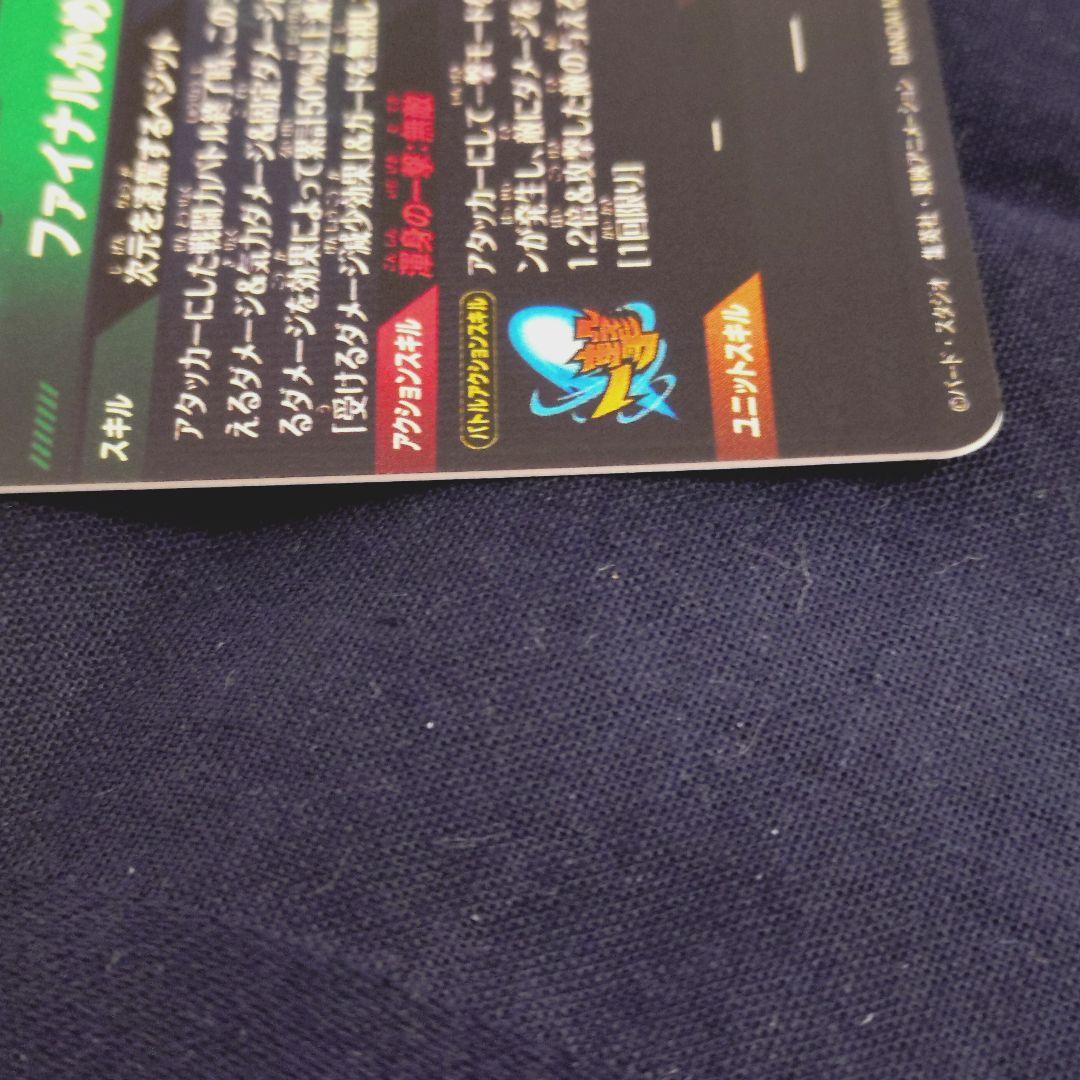 ファイナルかめ
スキル
次元を凌駕するベジット
アタッカーにした戦闘力バトル終了時、この
えるダメージ&気力ダメージ&固定ダメージ
るダメージを効果によって累計50%以上
「受けるダメージ減少効果」&ガードを無視し
アクションスキル
渾身の一撃:無敵
バトルアクションスキル
一撃
アタッカーにして一撃モードを
ンが発生し、敵にダメージを
1.2倍&攻撃した敵の与える
[1回限り]
ユニットスキル
―
―
©バード・スタジオ/集英社・東映アニメーション BANDAI